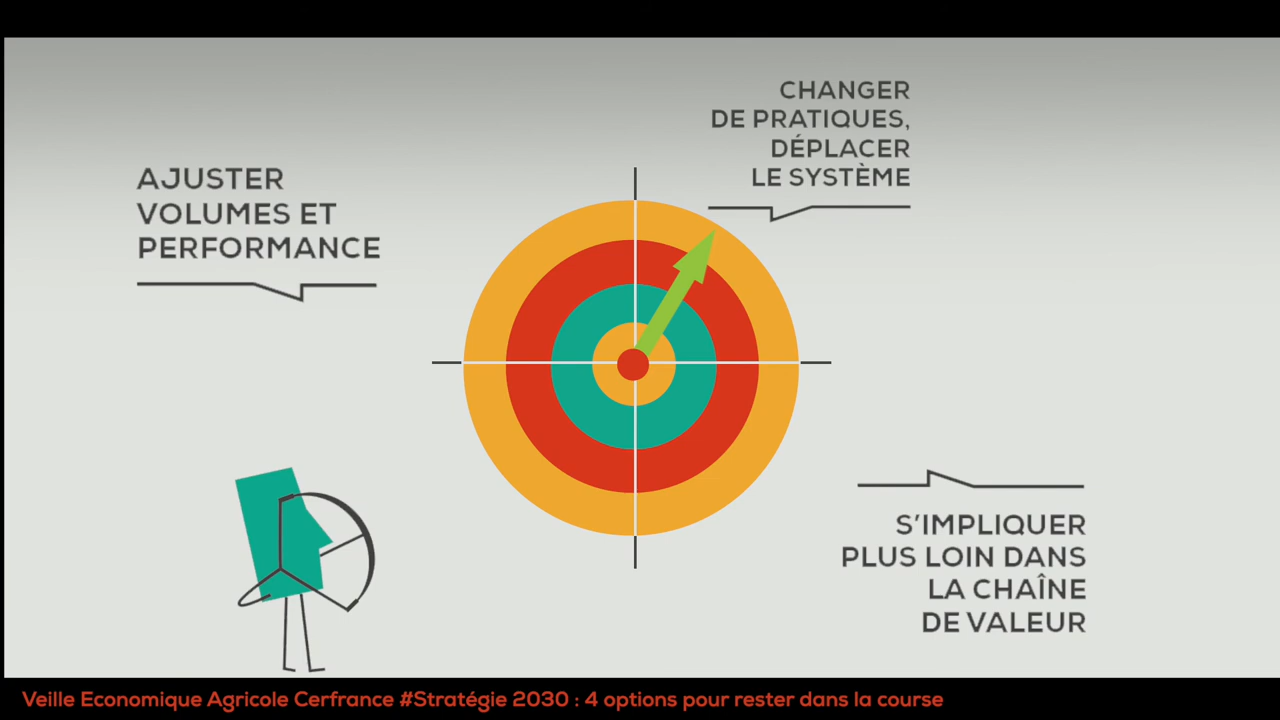 AJUSTER
VOLUMES ET
PERFORMANCE
CHANGER
DE PRATIQUES,
DÉPLACER
LE SYSTÈME
S'IMPLIQUER
PLUS LOIN DANS
LA CHAÎNE
DE VALEUR
Veille Economique Agricole Cerfrance #Stratégie 2030 : 4 options pour rester dans la course